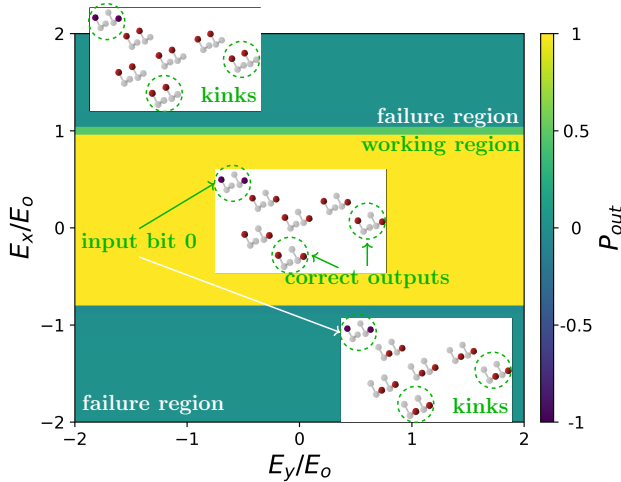 kinks
failure region
working region
input bit 0
correct outputs
failure region
kinks
2
1
0
−1
−2
−2
−1
0
1
2
E_x/E_o
E_y/E_o
1
0.5
0
-0.5
-1
P_out